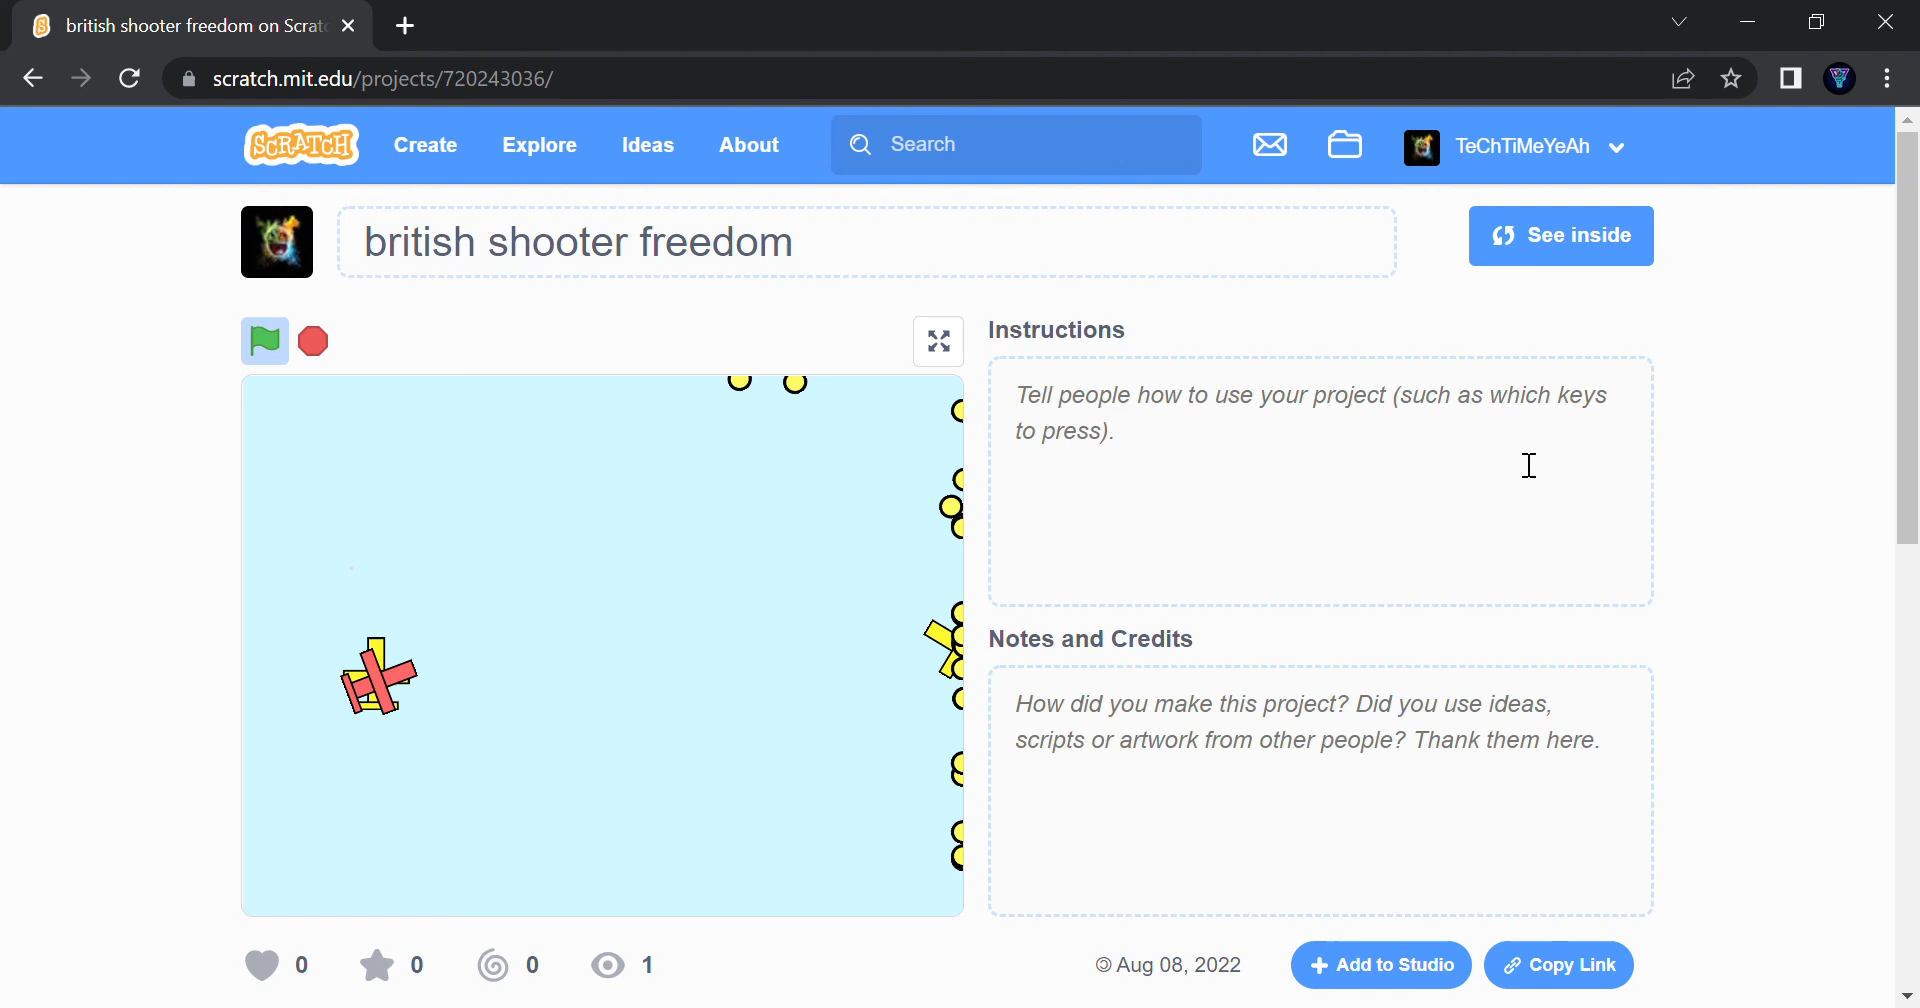 british shooter freedom on Scrat
scratch.mit.edu/projects/720243036/
SCRATCH Create Explore Ideas About Search TeChTiMeYeAh
british shooter freedom
See inside
Instructions
Tell people how to use your project (such as which keys
to press).
Notes and Credits
How did you make this project? Did you use ideas,
scripts or artwork from other people? Thank them here.
0 0 0 1
© Aug 08, 2022
Add to Studio
Copy Link